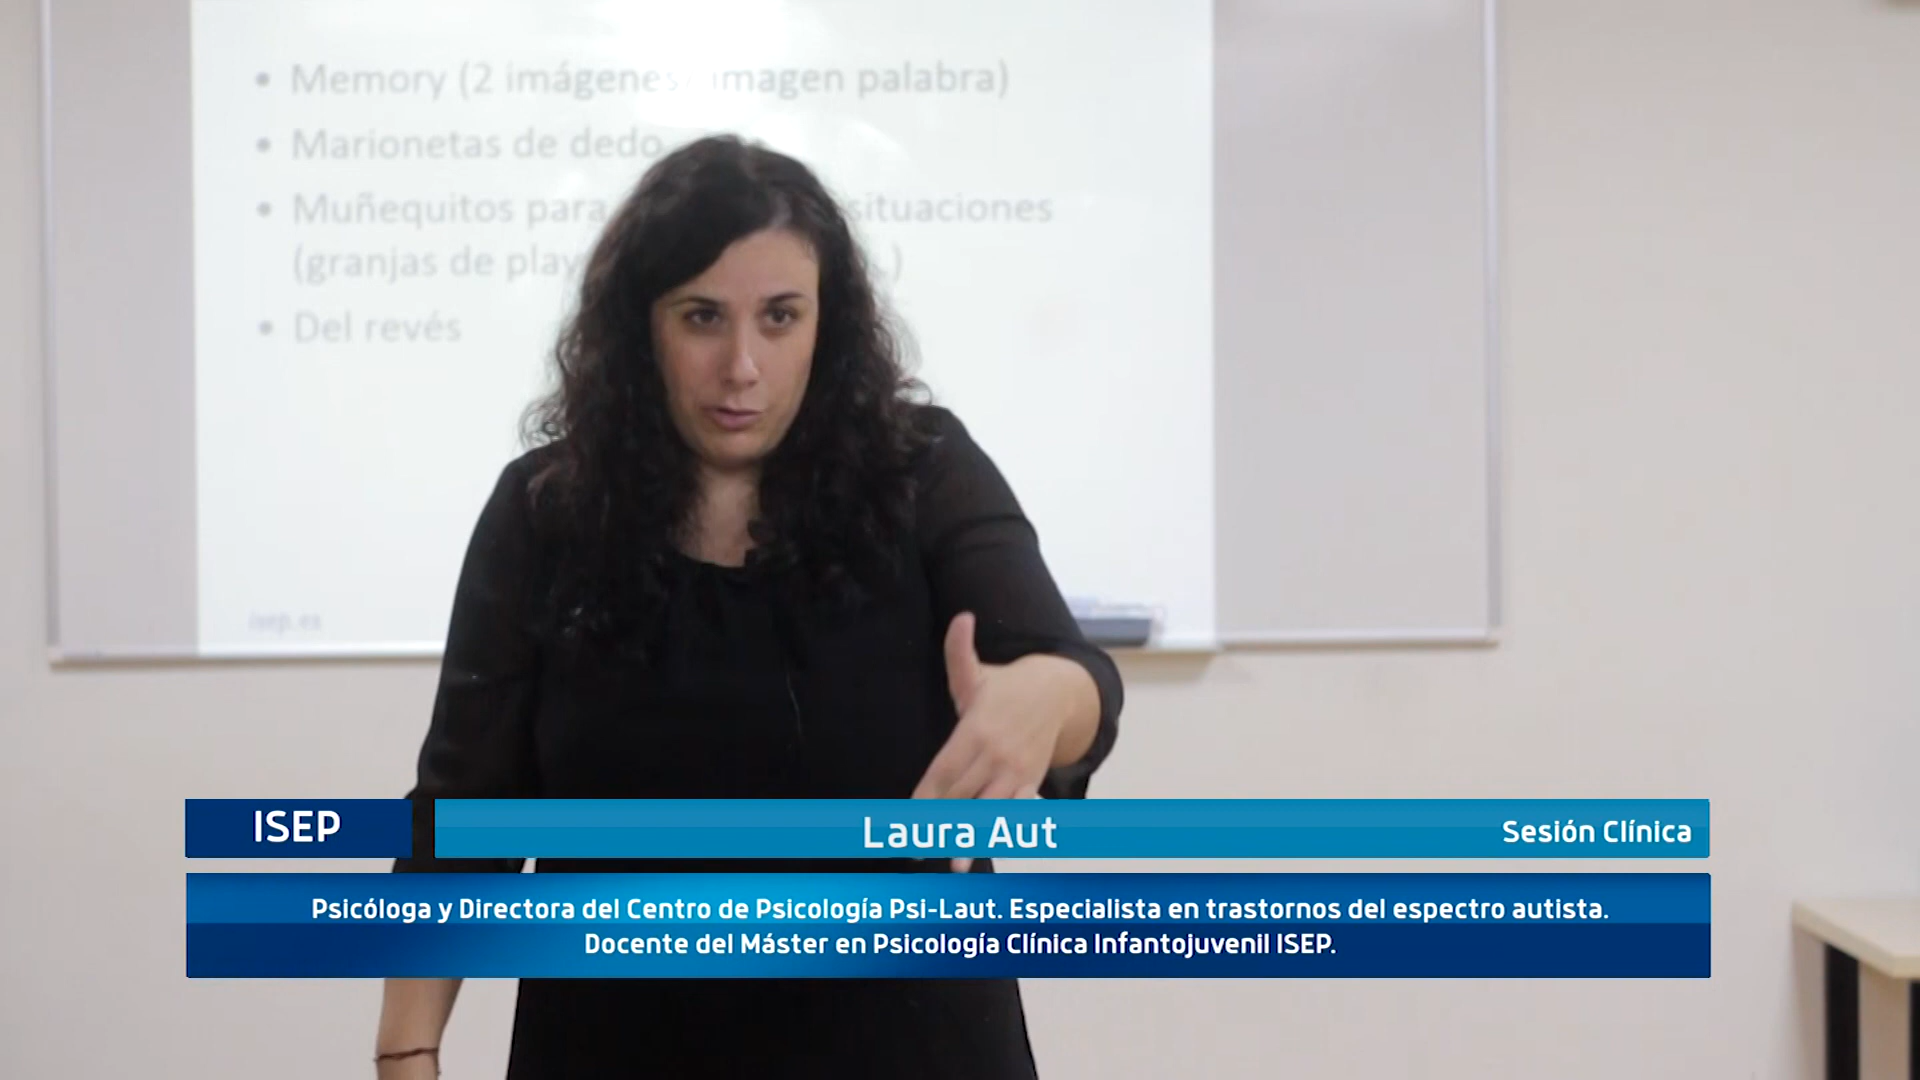 • Memory (2 imágenes imagen palabra)
• Marionetas de dedo
• Muñequitos para situaciones
(granjas de play )
• Del revés
isep.es
ISEP
Laura Aut
Sesión Clínica
Psicóloga y Directora del Centro de Psicología Psi-Laut. Especialista en trastornos del espectro autista.
Docente del Máster en Psicología Clínica Infantojuvenil ISEP.